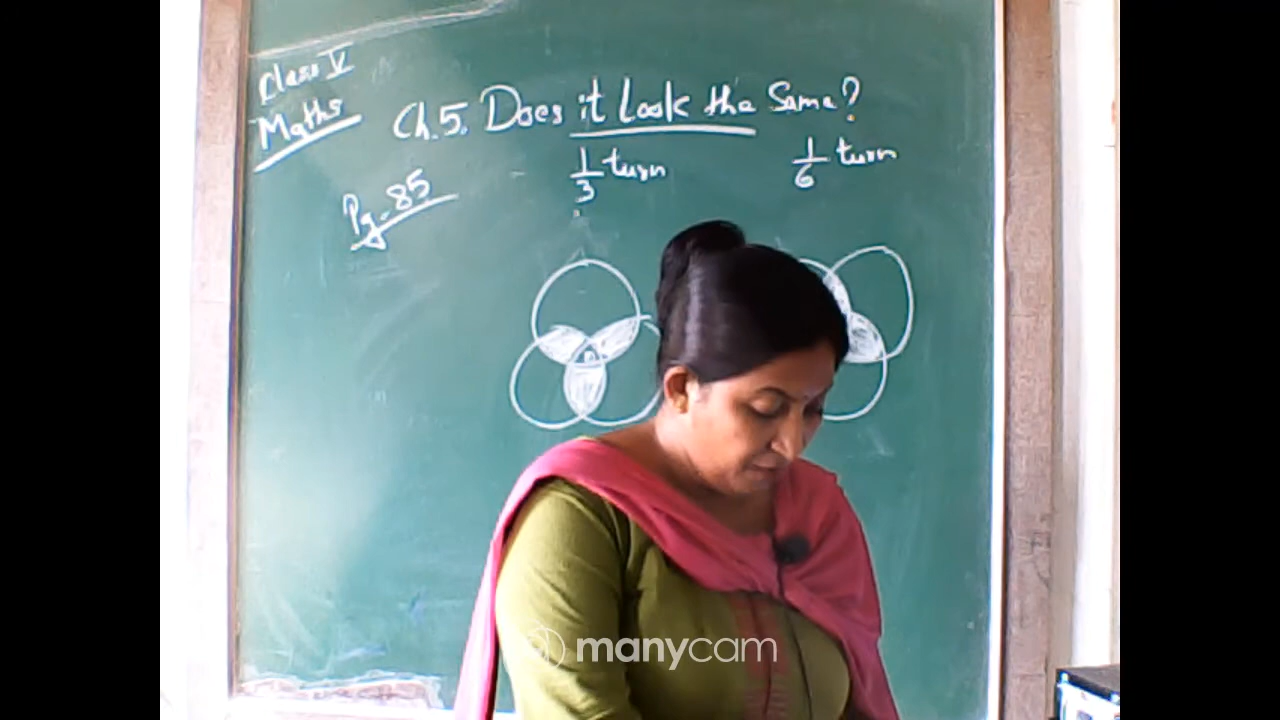 Class V
Maths
Ch.5. Does it Look the Same?
Pg-85
1/3 turn
1/6 turn
manycam